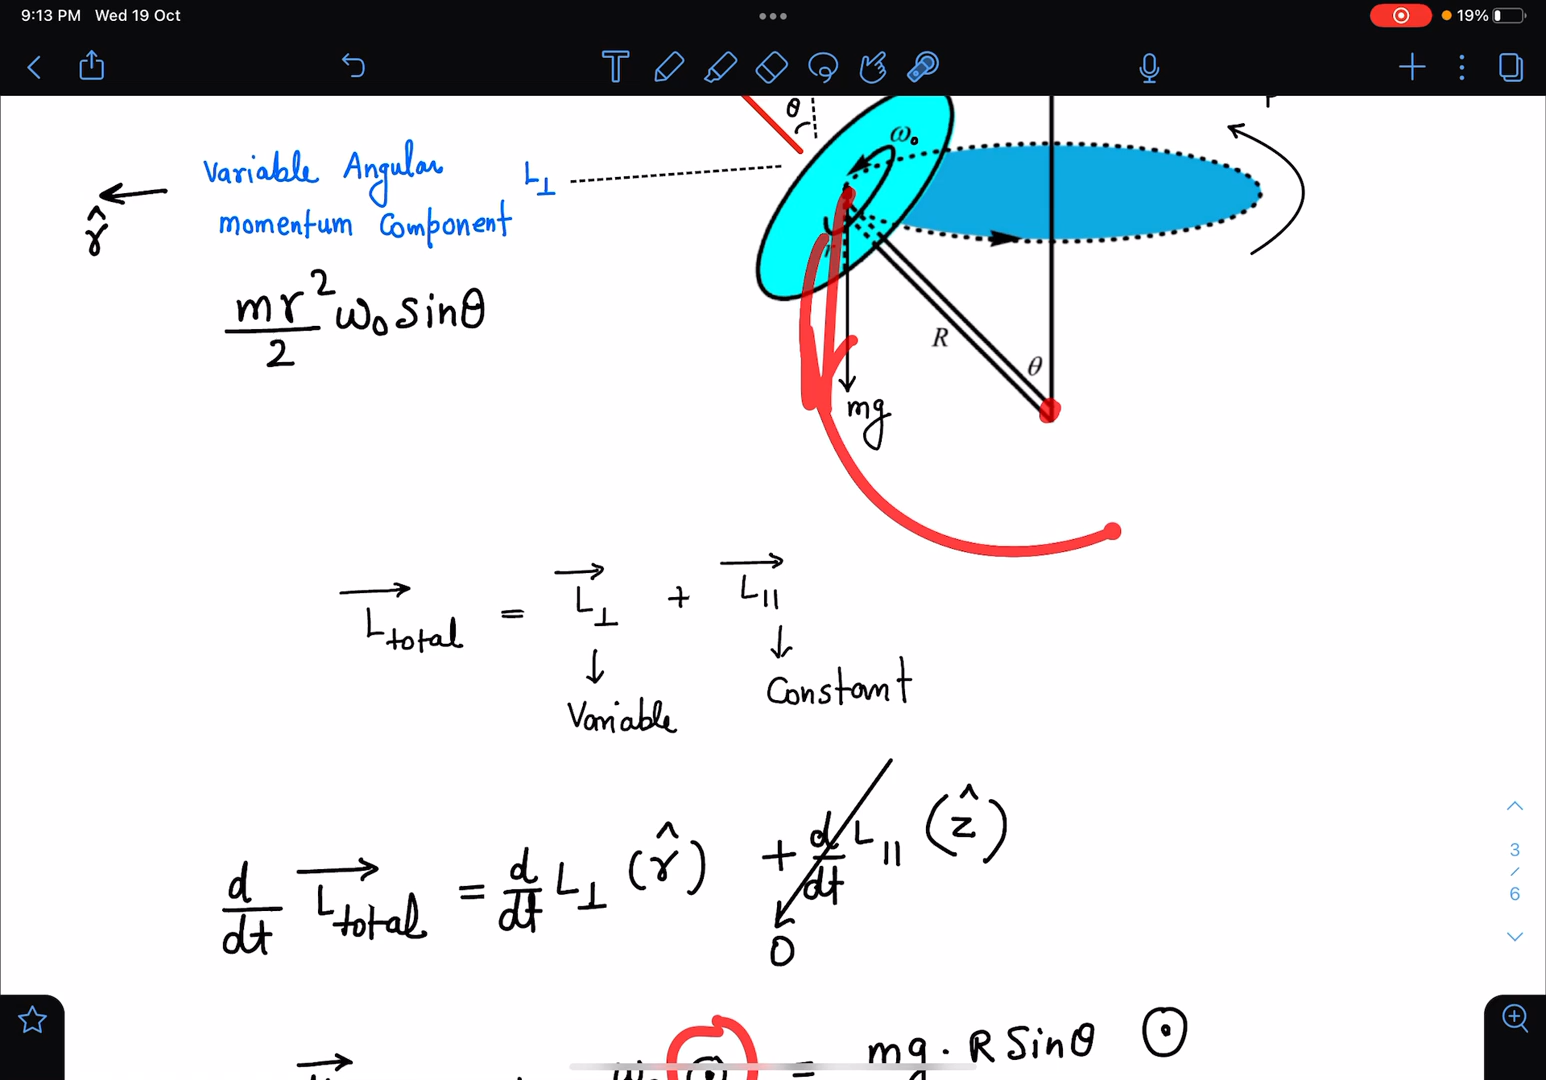 9:13 PM Wed 19 Oct
19%
θ
ω₀
Variable Angular
momentum Component
L⊥
r̂
mr²/2 ω₀ sinθ
R
θ
mg
L⃗total = L⃗⊥ + L⃗||
↓ ↓
Variable Constant
d/dt L⃗total = d/dt L⊥ (r̂) + d/dt L|| (ẑ)
0
3
/
6
= mg · R Sinθ ⊙